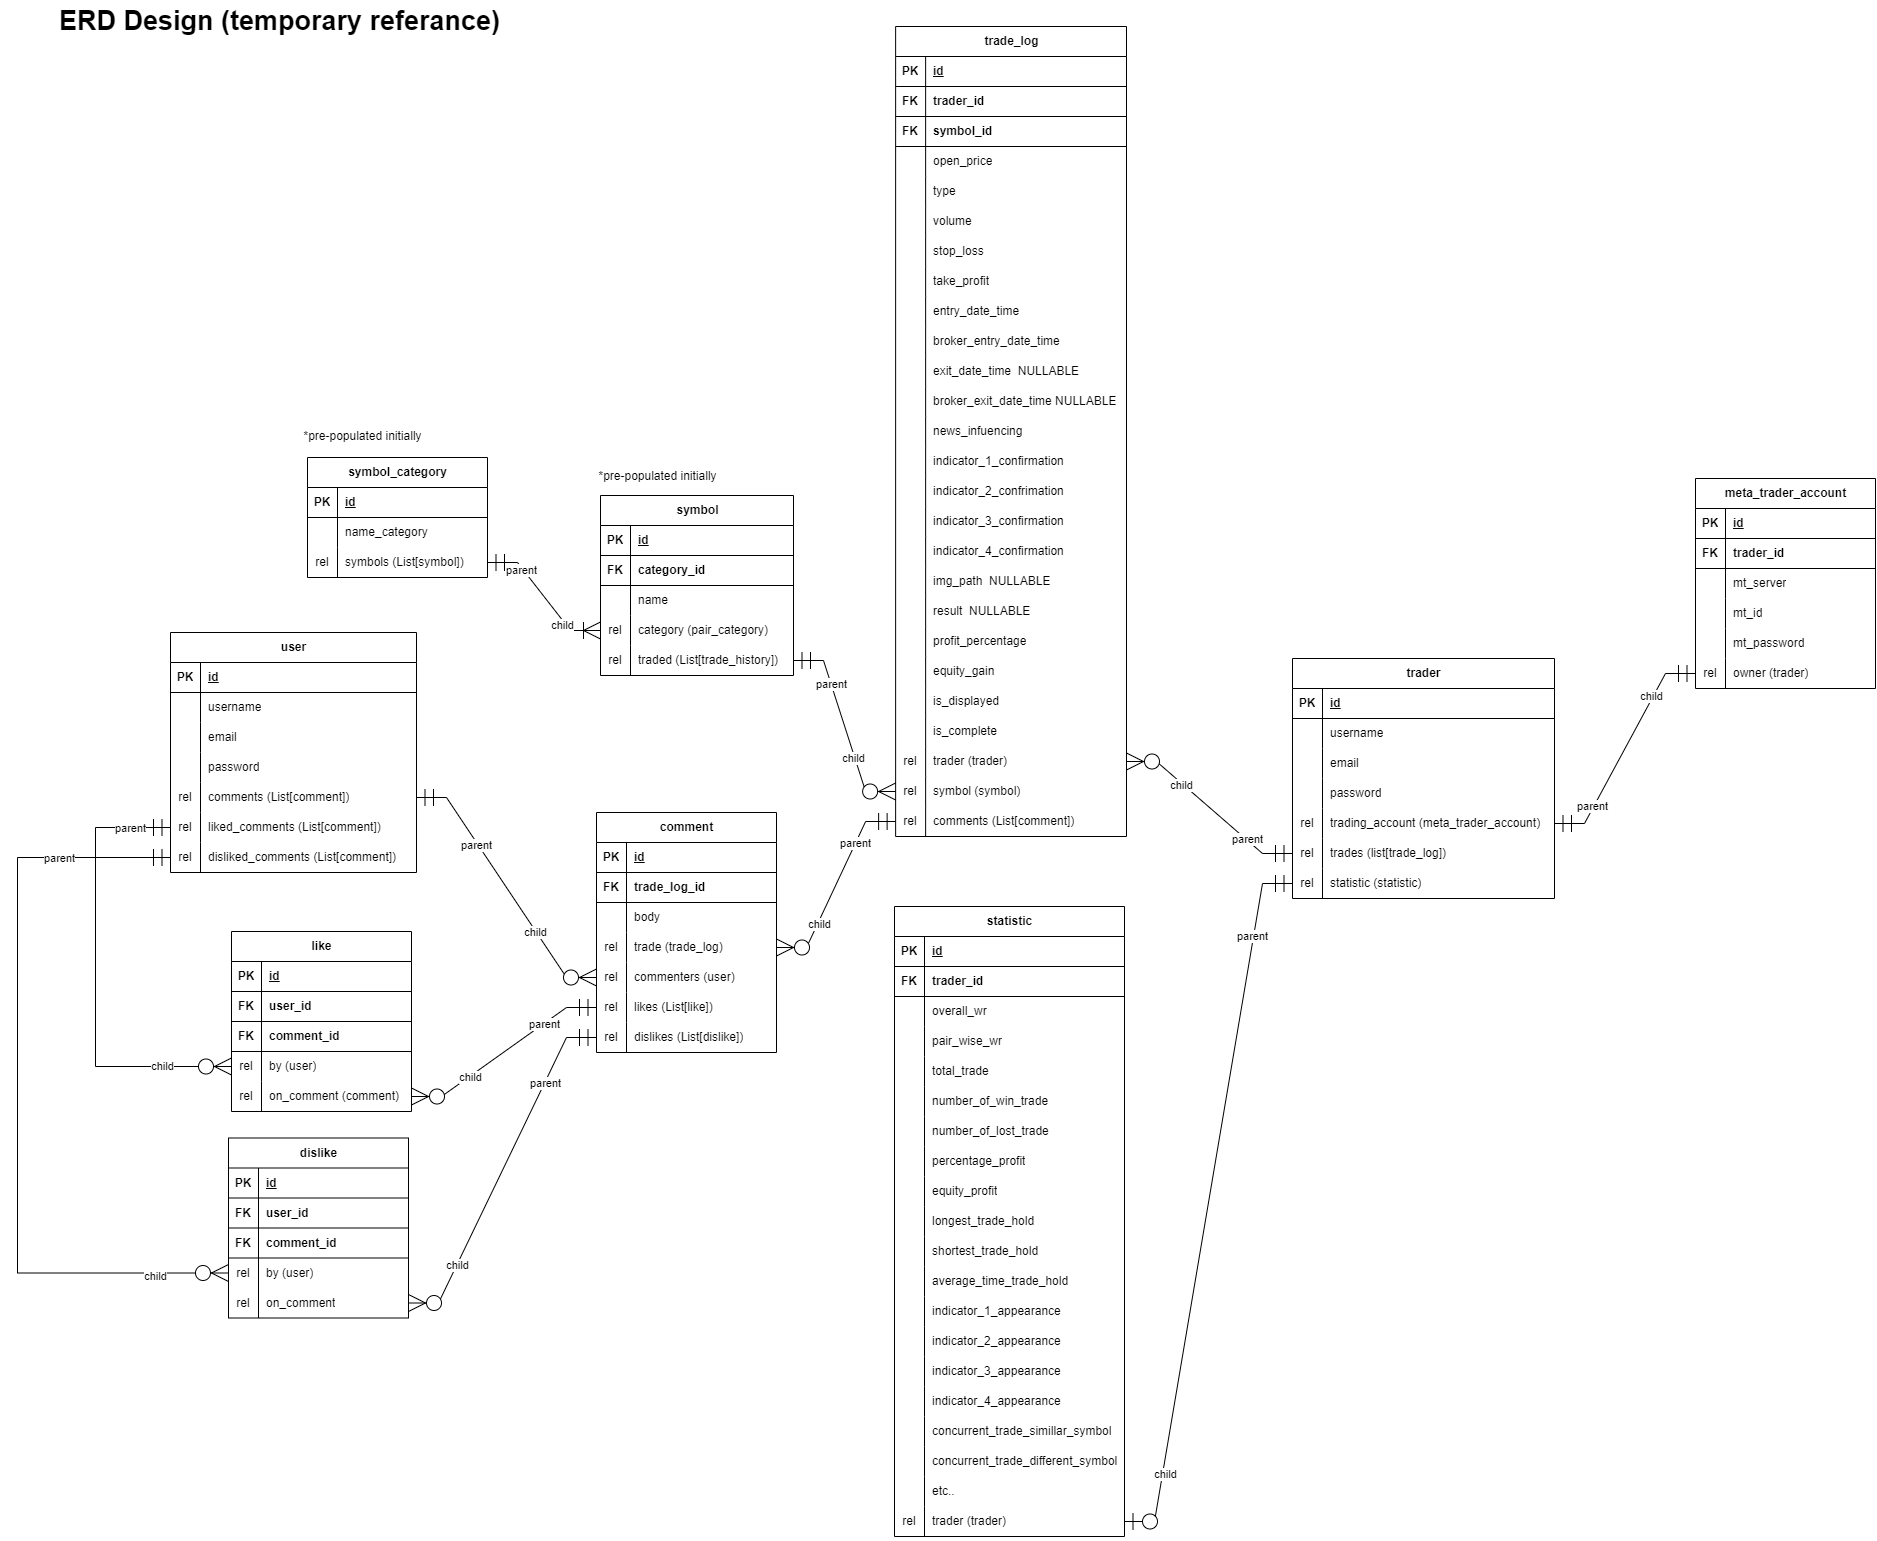 ERD Design (temporary referance)
trade_log
PK id
FK trader_id
FK symbol_id
open_price
type
volume
stop_loss
take_profit
entry_date_time
broker_entry_date_time
exit_date_time NULLABLE
broker_exit_date_time NULLABLE
news_infuencing
indicator_1_confirmation
indicator_2_confrimation
indicator_3_confirmation
indicator_4_confirmation
img_path NULLABLE
result NULLABLE
profit_percentage
equity_gain
is_displayed
is_complete
rel trader (trader)
rel symbol (symbol)
rel comments (List[comment])
*pre-populated initially
symbol_category
PK id
name_category
rel symbols (List[symbol])
parent
child
*pre-populated initially
symbol
PK id
FK category_id
name
rel category (pair_category)
rel traded (List[trade_history])
parent
child
meta_trader_account
PK id
FK trader_id
mt_server
mt_id
mt_password
rel owner (trader)
child
parent
trader
PK id
username
email
password
rel trading_account (meta_trader_account)
rel trades (list[trade_log])
rel statistic (statistic)
child
parent
parent
child
user
PK id
username
email
password
rel comments (List[comment])
rel liked_comments (List[comment])
rel disliked_comments (List[comment])
parent
parent
parent
child
comment
PK id
FK trade_log_id
body
rel trade (trade_log)
rel commenters (user)
rel likes (List[like])
rel dislikes (List[dislike])
parent
child
parent
child
parent
child
like
PK id
FK user_id
FK comment_id
rel by (user)
rel on_comment (comment)
child
dislike
PK id
FK user_id
FK comment_id
rel by (user)
rel on_comment
child
statistic
PK id
FK trader_id
overall_wr
pair_wise_wr
total_trade
number_of_win_trade
number_of_lost_trade
percentage_profit
equity_profit
longest_trade_hold
shortest_trade_hold
average_time_trade_hold
indicator_1_appearance
indicator_2_appearance
indicator_3_appearance
indicator_4_appearance
concurrent_trade_simillar_symbol
concurrent_trade_different_symbol
etc..
rel trader (trader)